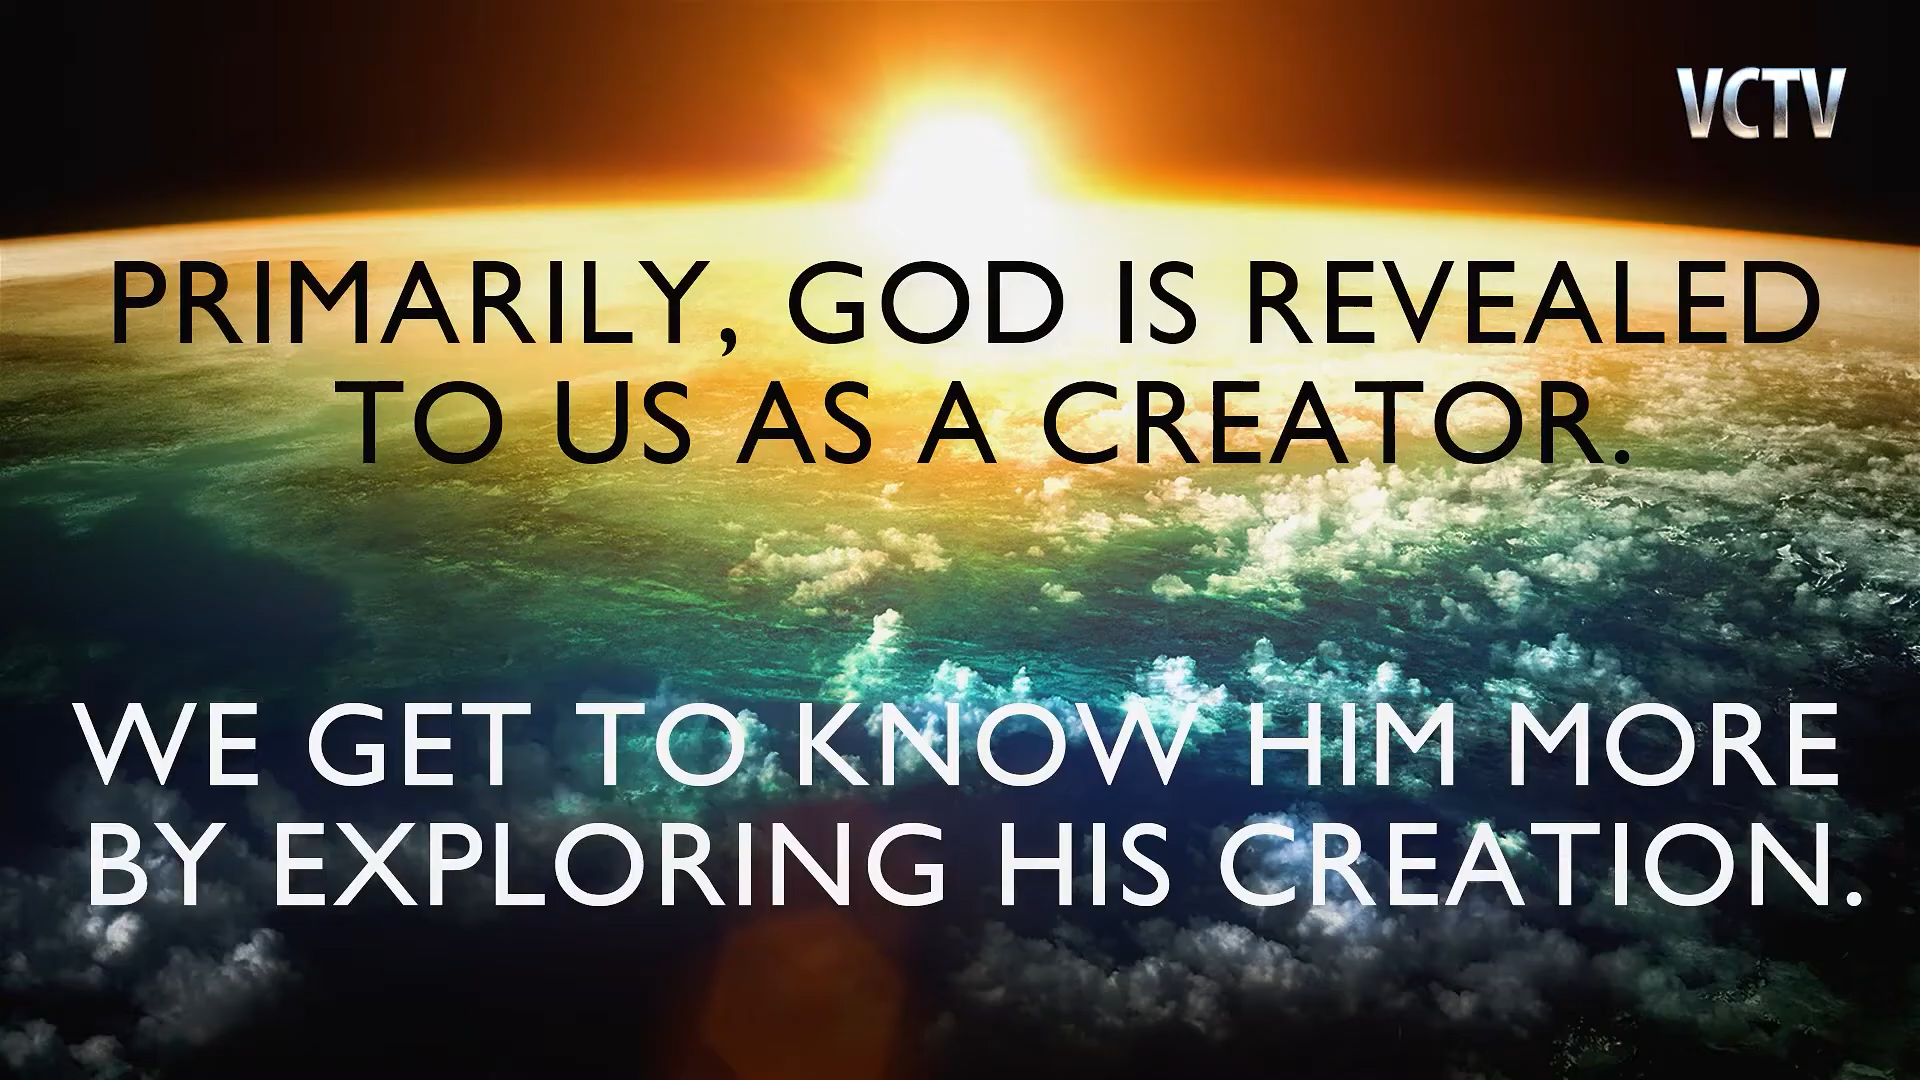 VCTV
PRIMARILY, GOD IS REVEALED
TO US AS A CREATOR.
WE GET TO KNOW HIM MORE
BY EXPLORING HIS CREATION.